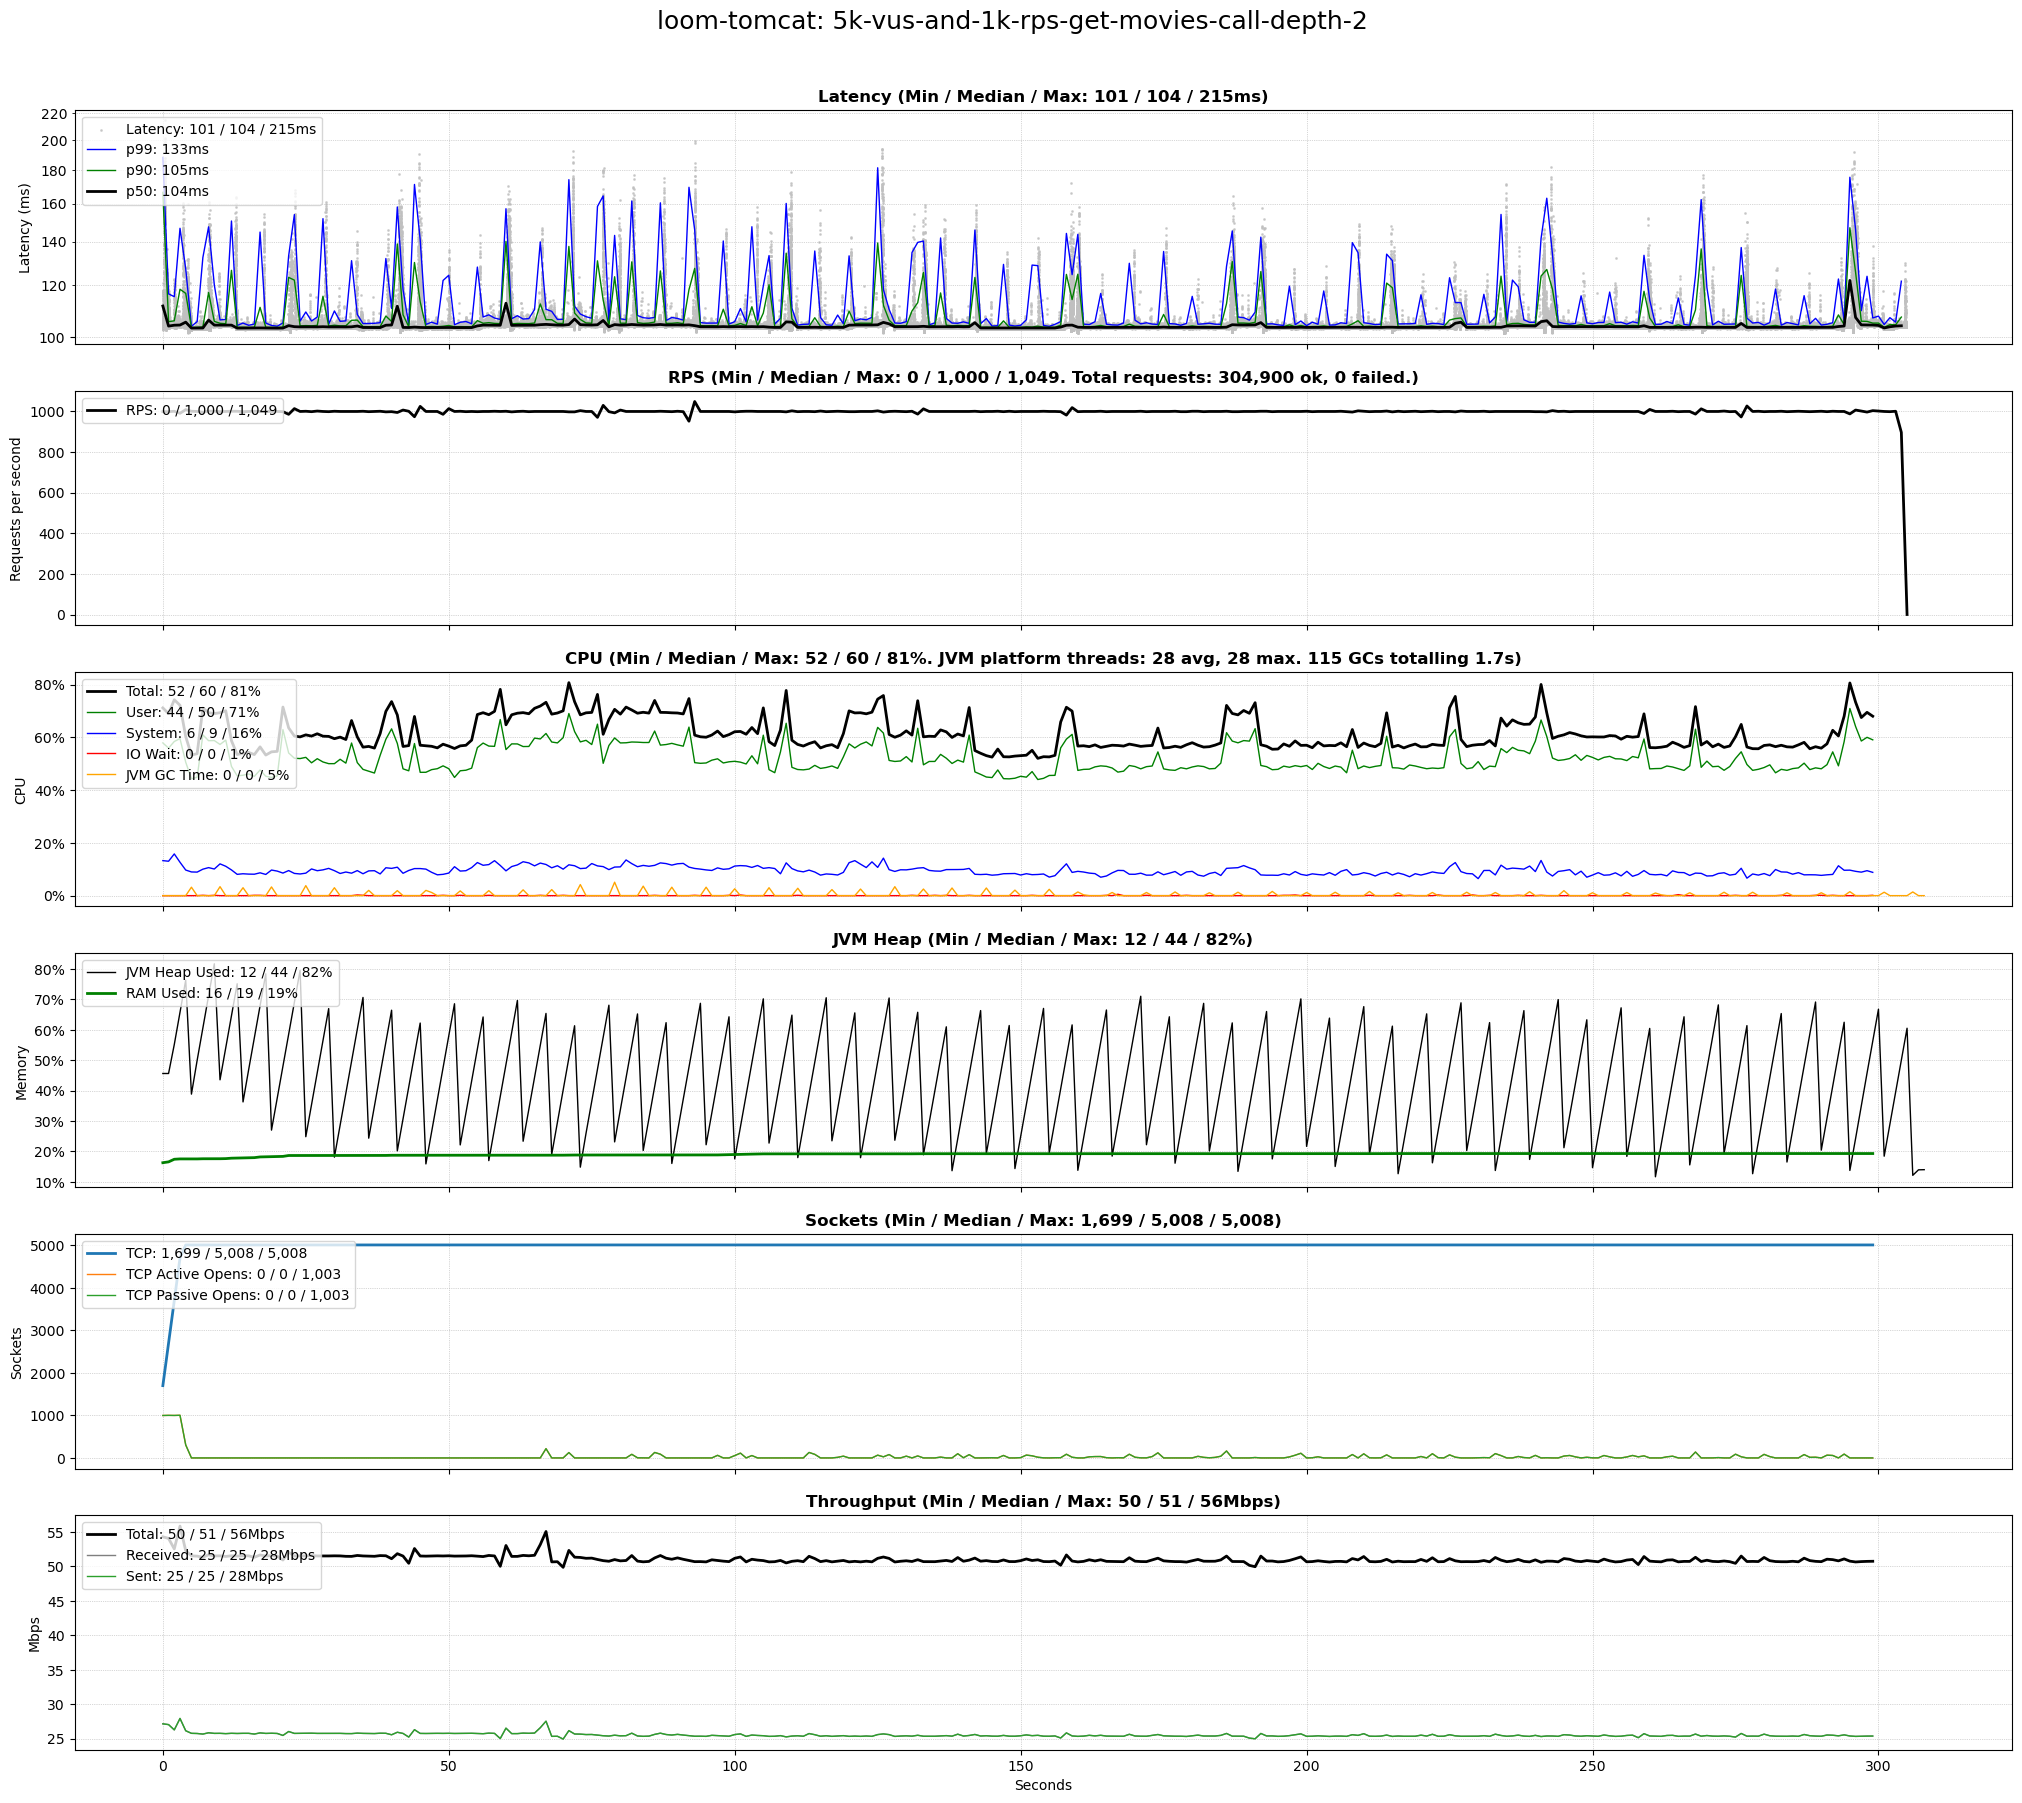 loom-tomcat: 5k-vus-and-1k-rps-get-movies-call-depth-2
Latency (Min / Median / Max: 101 / 104 / 215ms)
Latency: 101 / 104 / 215ms
p99: 133ms
p90: 105ms
p50: 104ms
220
200
180
160
140
120
100
Latency (ms)
RPS (Min / Median / Max: 0 / 1,000 / 1,049. Total requests: 304,900 ok, 0 failed.)
RPS: 0 / 1,000 / 1,049
1000
800
600
400
200
0
Requests per second
CPU (Min / Median / Max: 52 / 60 / 81%. JVM platform threads: 28 avg, 28 max. 115 GCs totalling 1.7s)
Total: 52 / 60 / 81%
User: 44 / 50 / 71%
System: 6 / 9 / 16%
IO Wait: 0 / 0 / 1%
JVM GC Time: 0 / 0 / 5%
80%
60%
40%
20%
0%
CPU
JVM Heap (Min / Median / Max: 12 / 44 / 82%)
JVM Heap Used: 12 / 44 / 82%
RAM Used: 16 / 19 / 19%
80%
70%
60%
50%
40%
30%
20%
10%
Memory
Sockets (Min / Median / Max: 1,699 / 5,008 / 5,008)
TCP: 1,699 / 5,008 / 5,008
TCP Active Opens: 0 / 0 / 1,003
TCP Passive Opens: 0 / 0 / 1,003
5000
4000
3000
2000
1000
0
Sockets
Throughput (Min / Median / Max: 50 / 51 / 56Mbps)
Total: 50 / 51 / 56Mbps
Received: 25 / 25 / 28Mbps
Sent: 25 / 25 / 28Mbps
55
50
45
40
35
30
25
Mbps
0 50 100 150 200 250 300
Seconds